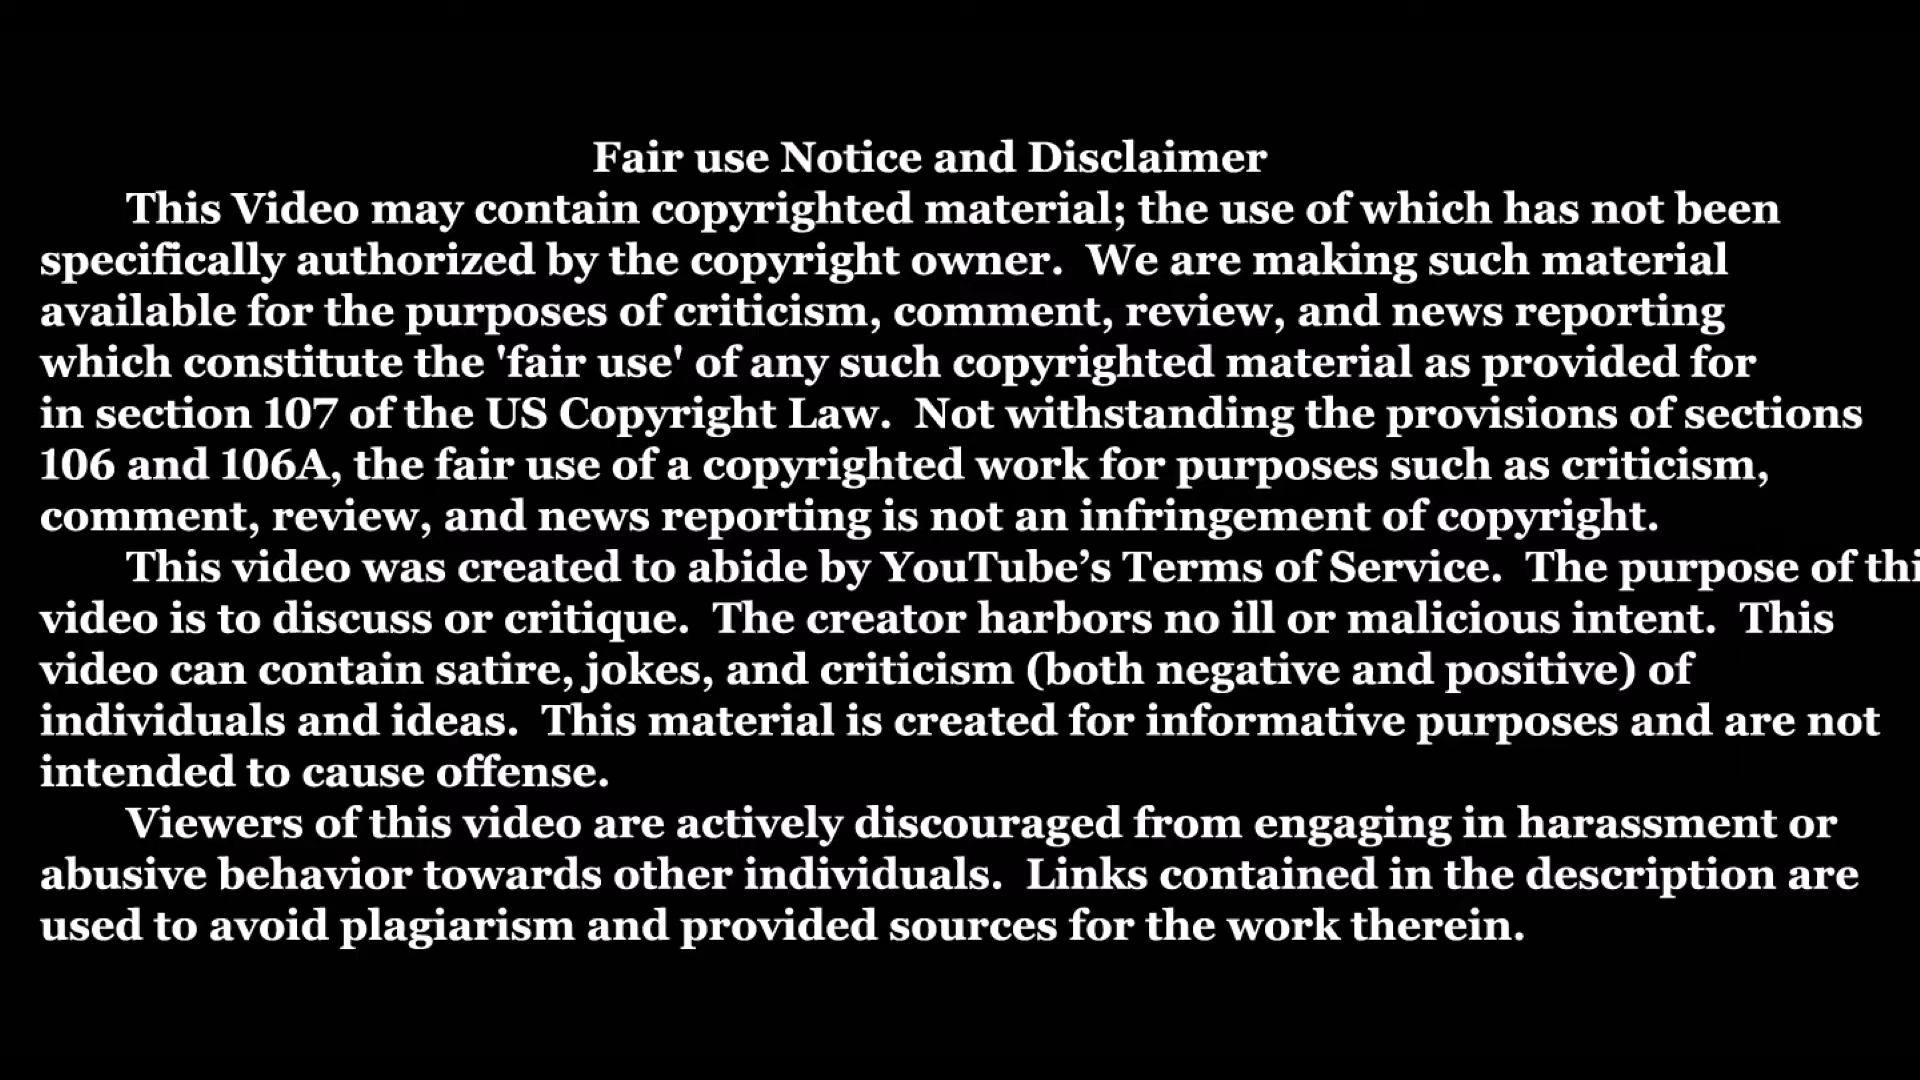 Fair use Notice and Disclaimer
This Video may contain copyrighted material; the use of which has not been
specifically authorized by the copyright owner.  We are making such material
available for the purposes of criticism, comment, review, and news reporting
which constitute the 'fair use' of any such copyrighted material as provided for
in section 107 of the US Copyright Law.  Not withstanding the provisions of sections
106 and 106A, the fair use of a copyrighted work for purposes such as criticism,
comment, review, and news reporting is not an infringement of copyright.
This video was created to abide by YouTube’s Terms of Service.  The purpose of thi
video is to discuss or critique.  The creator harbors no ill or malicious intent.  This
video can contain satire, jokes, and criticism (both negative and positive) of
individuals and ideas.  This material is created for informative purposes and are not
intended to cause offense.
Viewers of this video are actively discouraged from engaging in harassment or
abusive behavior towards other individuals.  Links contained in the description are
used to avoid plagiarism and provided sources for the work therein.